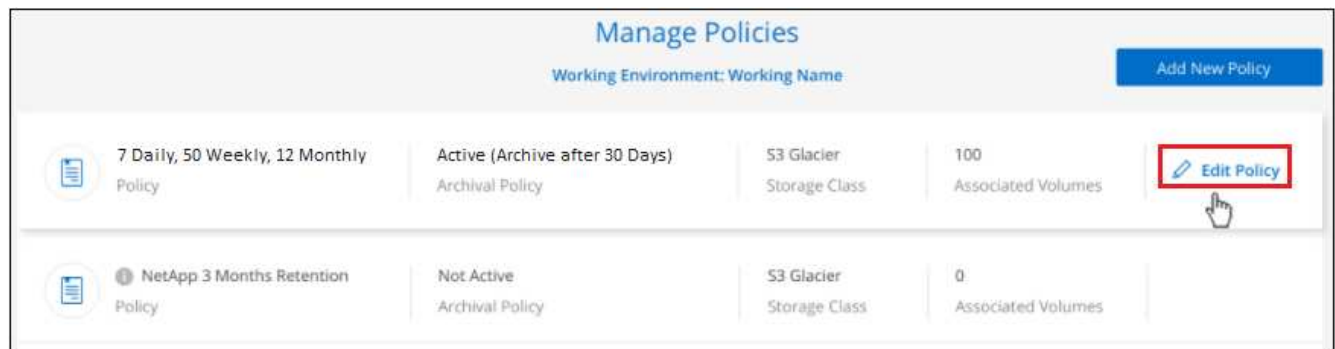 Manage Policies
Working Environment: Working Name
Add New Policy
7 Daily, 50 Weekly, 12 Monthly
Policy
Active (Archive after 30 Days)
Archival Policy
S3 Glacier
Storage Class
100
Associated Volumes
Edit Policy
NetApp 3 Months Retention
Policy
Not Active
Archival Policy
S3 Glacier
Storage Class
0
Associated Volumes